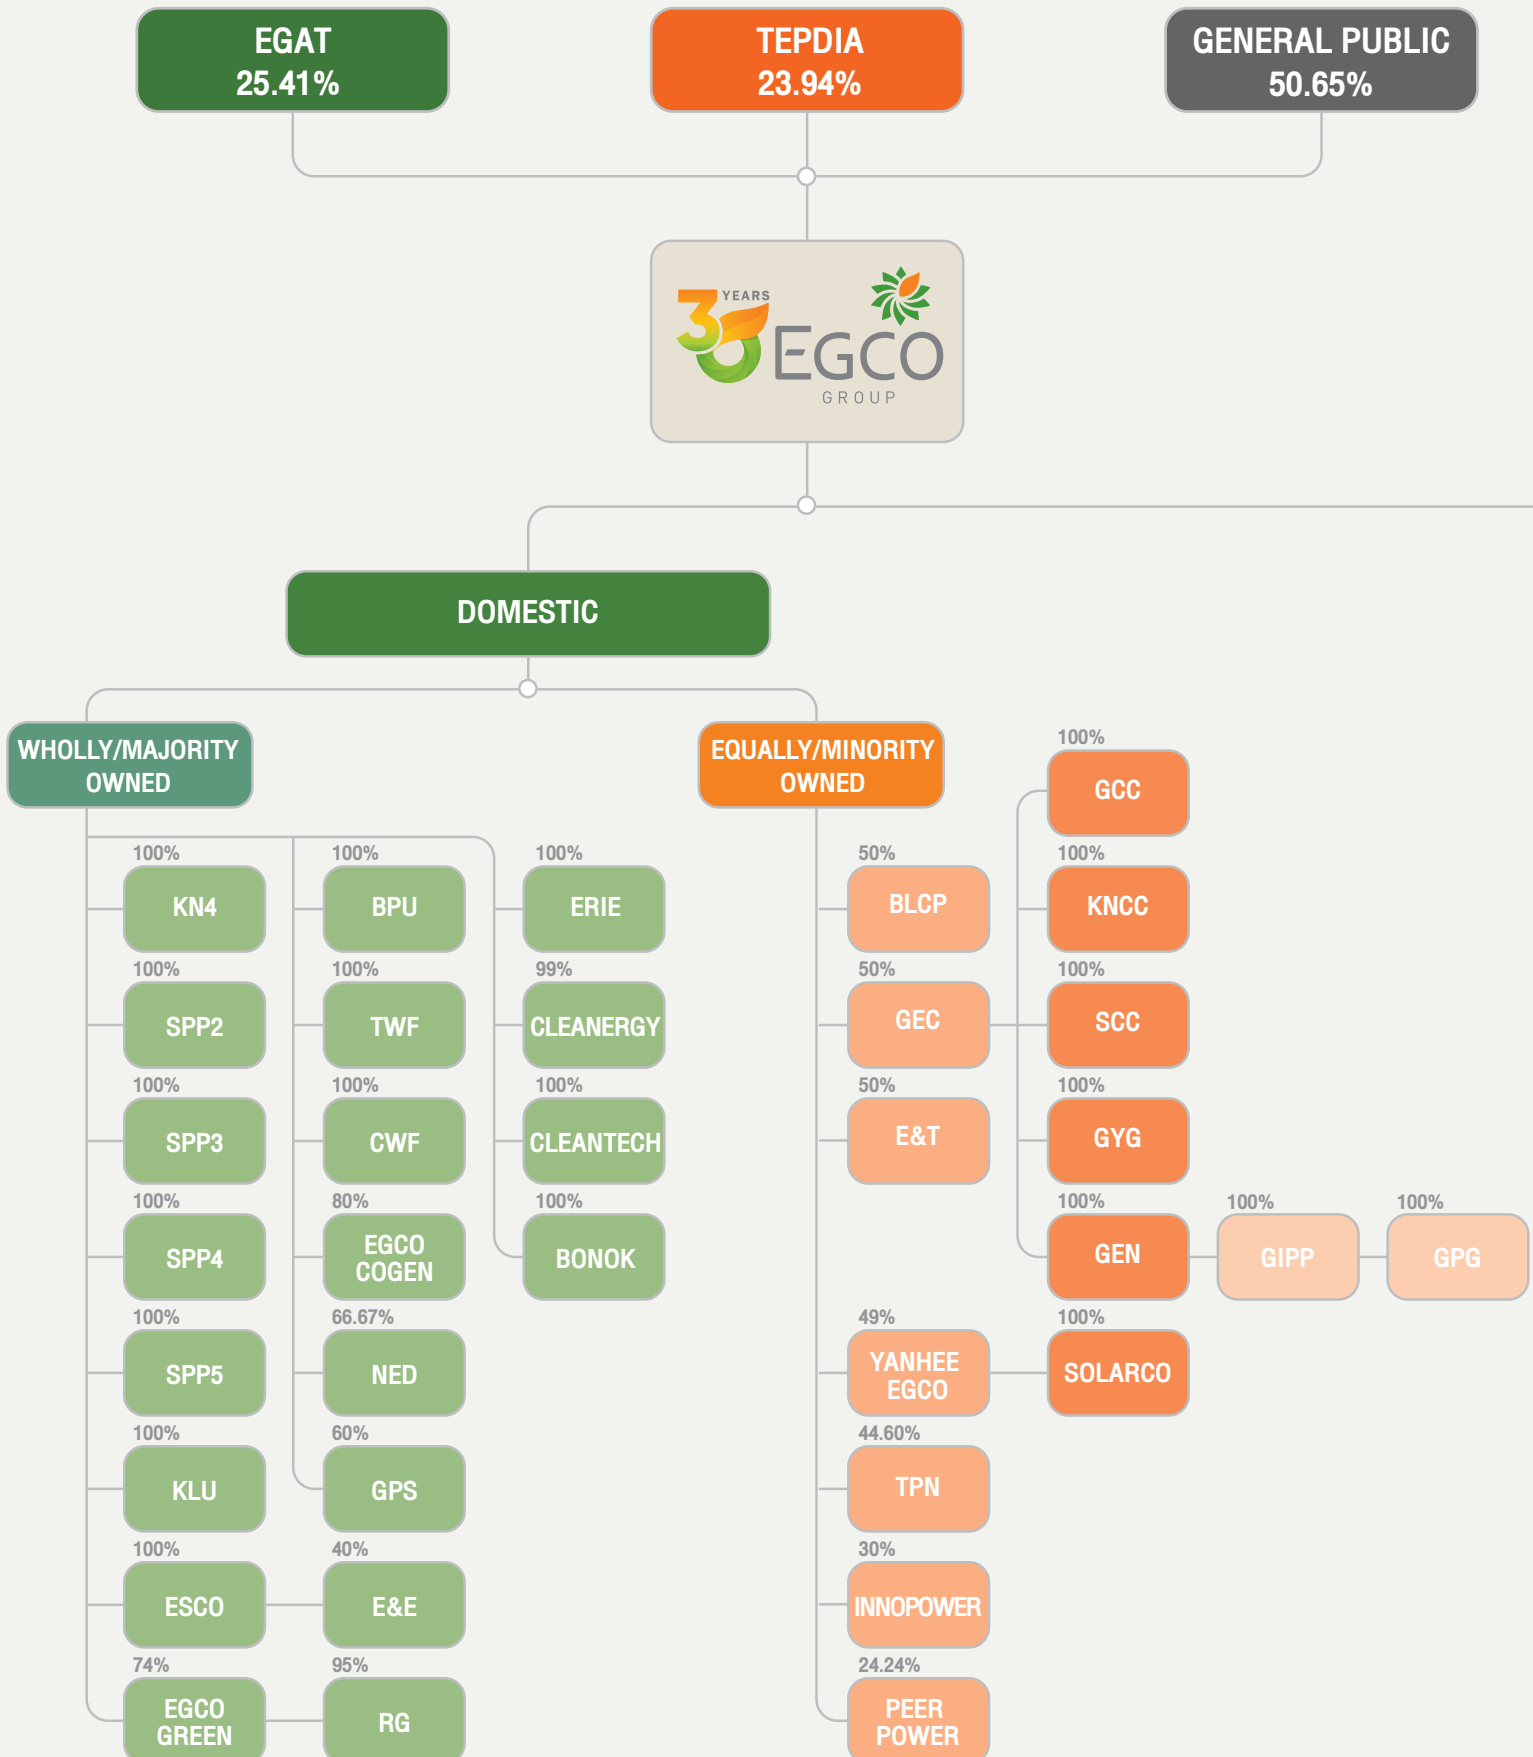 EGAT
25.41%
TEPDIA
23.94%
GENERAL PUBLIC
50.65%
30 YEARS
EGCO
GROUP
DOMESTIC
WHOLLY/MAJORITY
OWNED
100%
KN4
100%
SPP2
100%
SPP3
100%
SPP4
100%
SPP5
100%
KLU
100%
ESCO
74%
EGCO
GREEN
100%
BPU
100%
TWF
100%
CWF
80%
EGCO
COGEN
66.67%
NED
60%
GPS
40%
E&E
95%
RG
100%
ERIE
99%
CLEANERGY
100%
CLEANTECH
100%
BONOK
EQUALLY/MINORITY
OWNED
50%
BLCP
50%
GEC
50%
E&T
49%
YANHEE
EGCO
44.60%
TPN
30%
INNOPOWER
24.24%
PEER
POWER
100%
GCC
100%
KNCC
100%
SCC
100%
GYG
100%
GEN
100%
GIPP
100%
GPG
100%
SOLARCO